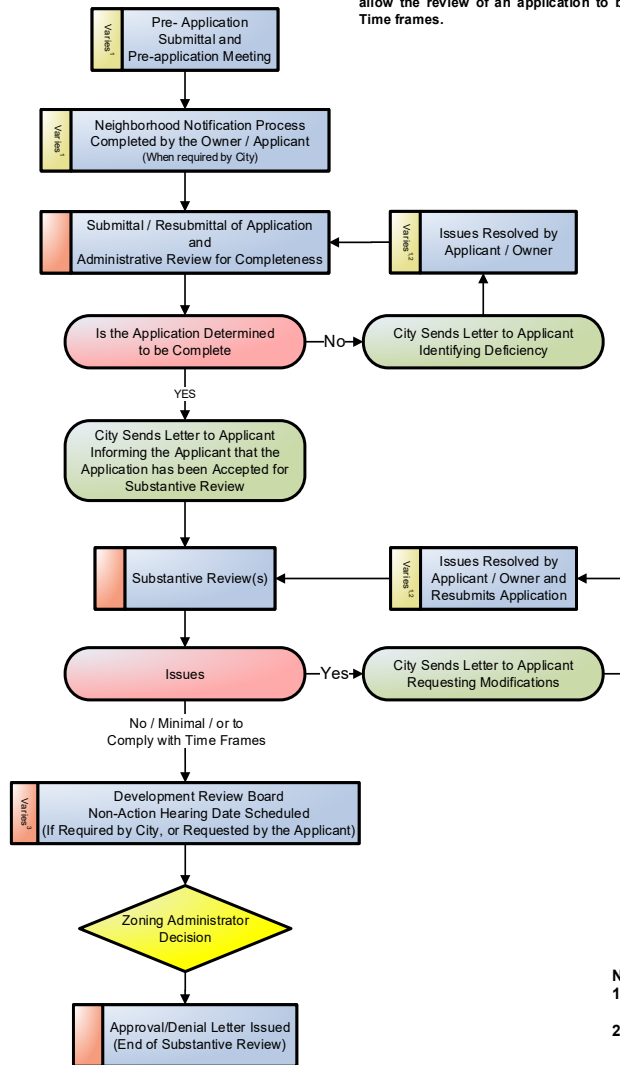 allow the review of an application to b
Time frames.
Varies1
Pre- Application
Submittal and
Pre-application Meeting
Varies1
Neighborhood Notification Process
Completed by the Owner / Applicant
(When required by City)
Submittal / Resubmittal of Application
and
Administrative Review for Completeness
Varies1,2
Issues Resolved by
Applicant / Owner
Is the Application Determined
to be Complete
No
City Sends Letter to Applicant
Identifying Deficiency
YES
City Sends Letter to Applicant
Informing the Applicant that the
Application has been Accepted for
Substantive Review
Substantive Review(s)
Varies1,2
Issues Resolved by
Applicant / Owner and
Resubmits Application
Issues
Yes
City Sends Letter to Applicant
Requesting Modifications
No / Minimal / or to
Comply with Time Frames
Varies3
Development Review Board
Non-Action Hearing Date Scheduled
(If Required by City, or Requested by the Applicant)
Zoning Administrator
Decision
Approval/Denial Letter Issued
(End of Substantive Review)
N
1
2